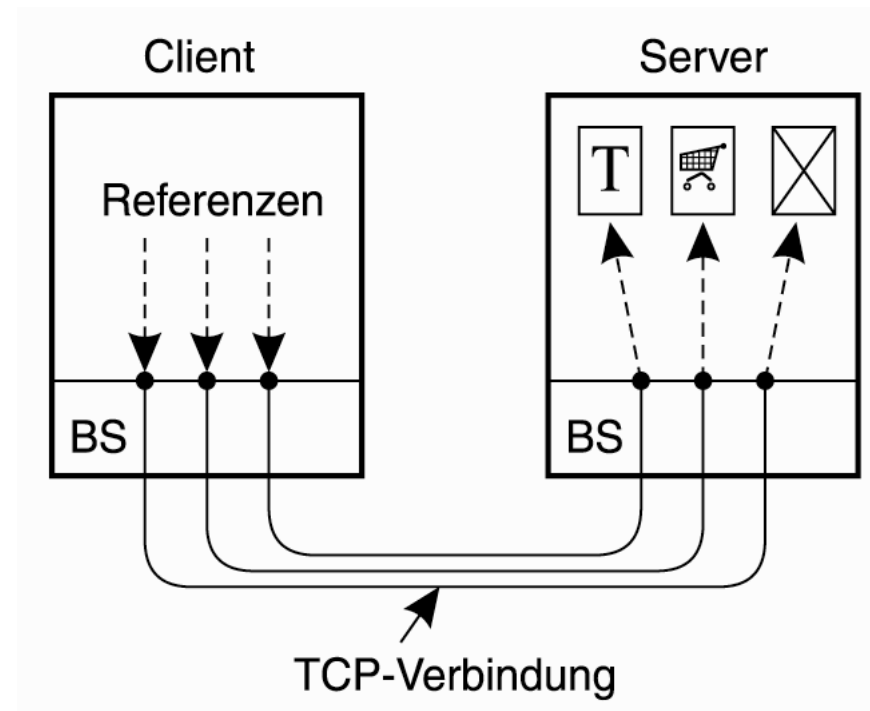 Client
Server
Referenzen
T
BS
BS
TCP-Verbindung